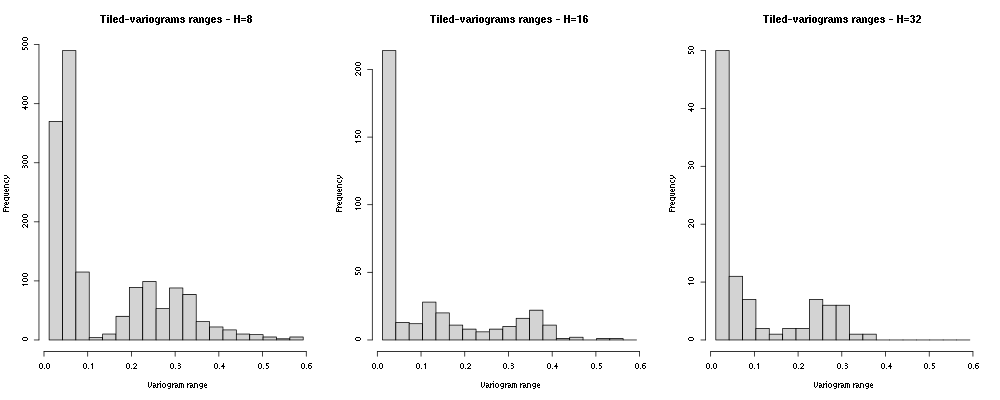 Tiled-variograms ranges - H=8
Frequency
500
400
300
200
100
0
0.0 0.1 0.2 0.3 0.4 0.5 0.6
Variogram range
Tiled-variograms ranges - H=16
Frequency
200
150
100
50
0
0.0 0.1 0.2 0.3 0.4 0.5 0.6
Variogram range
Tiled-variograms ranges - H=32
Frequency
50
40
30
20
10
0
0.0 0.1 0.2 0.3 0.4 0.5 0.6
Variogram range